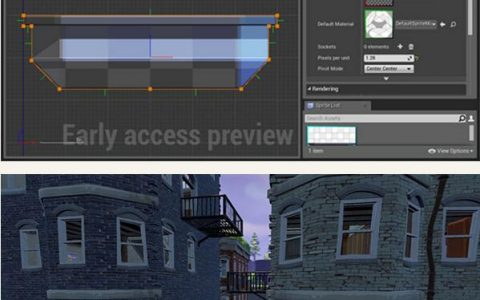 Default Material
DefaultSpriteM
Sockets
0 elements
Pixels per unit
1.28
Pivot Mode
Center Center
Rendering
Sprite List
Search Assets
1 item
View Options
Early access preview